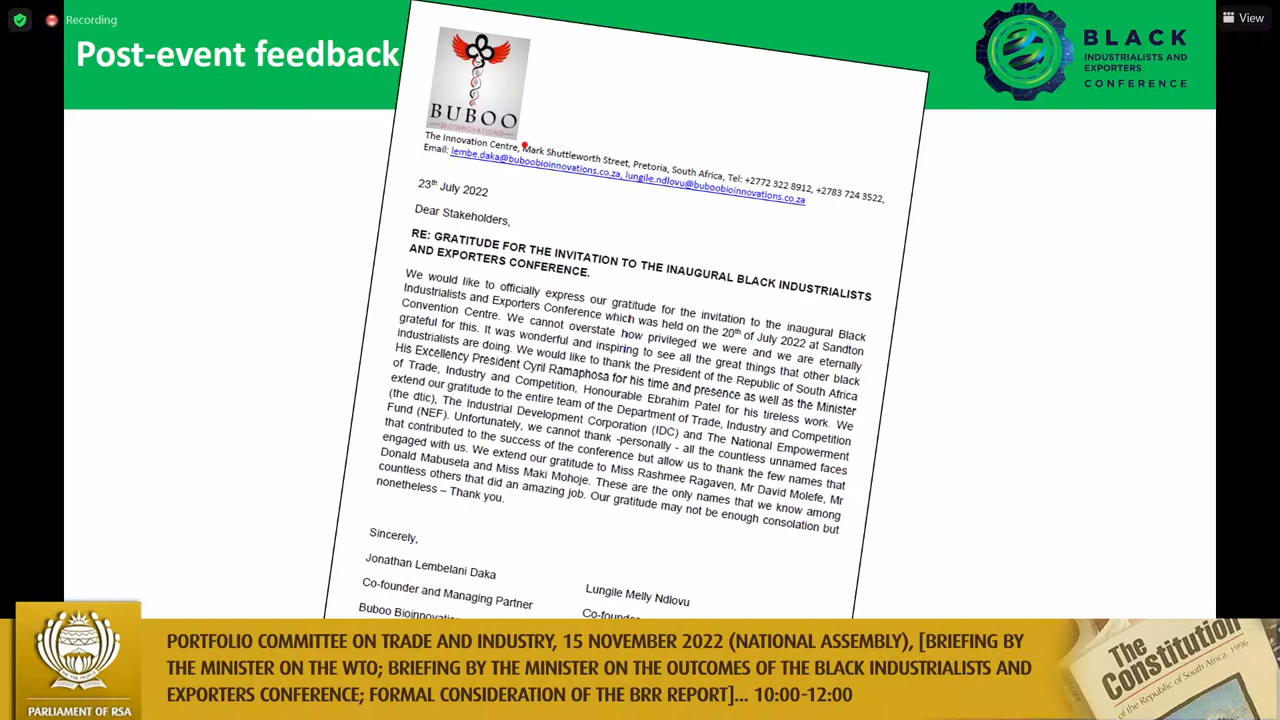 Recording
View
Post-event feedback
BLACK
INDUSTRIALISTS AND
EXPORTERS
CONFERENCE
BUBOO
BIOINNOVATIONS
The Innovation Centre, Mark Shuttleworth Street, Pretoria, South Africa, Tel: +2772 322 8912, +2783 724 3522,
Email: lembe.daka@buboobioinnovations.co.za, lungile.ndlovu@buboobioinnovations.co.za
23th July 2022
Dear Stakeholders,
RE: GRATITUDE FOR THE INVITATION TO THE INAUGURAL BLACK INDUSTRIALISTS
AND EXPORTERS CONFERENCE.
We would like to officially express our gratitude for the invitation to the inaugural Black
Industrialists and Exporters Conference which was held on the 20th of July 2022 at Sandton
Convention Centre. We cannot overstate how privileged we were and we are eternally
grateful for this. It was wonderful and inspiring to see all the great things that other black
industrialists are doing. We would like to thank the President of the Republic of South Africa
His Excellency President Cyril Ramaphosa for his time and presence as well as the Minister
of Trade, Industry and Competition, Honourable Ebrahim Patel for his tireless work. We
extend our gratitude to the entire team of the Department of Trade, Industry and Competition
(the dtic), The Industrial Development Corporation (IDC) and The National Empowerment
Fund (NEF). Unfortunately, we cannot thank -personally - all the countless unnamed faces
that contributed to the success of the conference but allow us to thank the few names that
engaged with us. We extend our gratitude to Miss Rashmee Ragaven, Mr David Molefe, Mr
Donald Mabusela and Miss Maki Mohoje. These are the only names that we know among
countless others that did an amazing job. Our gratitude may not be enough consolation but
nonetheless – Thank you.
Sincerely,
Jonathan Lembelani Daka
Lungile Melly Ndlovu
Co-founder and Managing Partner
Co-founder
Buboo Bioinnovations
PARLIAMENT OF RSA
PORTFOLIO COMMITTEE ON TRADE AND INDUSTRY, 15 NOVEMBER 2022 (NATIONAL ASSEMBLY), [BRIEFING BY
THE MINISTER ON THE WTO; BRIEFING BY THE MINISTER ON THE OUTCOMES OF THE BLACK INDUSTRIALISTS AND
EXPORTERS CONFERENCE; FORMAL CONSIDERATION OF THE BRR REPORT]... 10:00-12:00
The
Constitution
of the Republic of South Africa, 1996